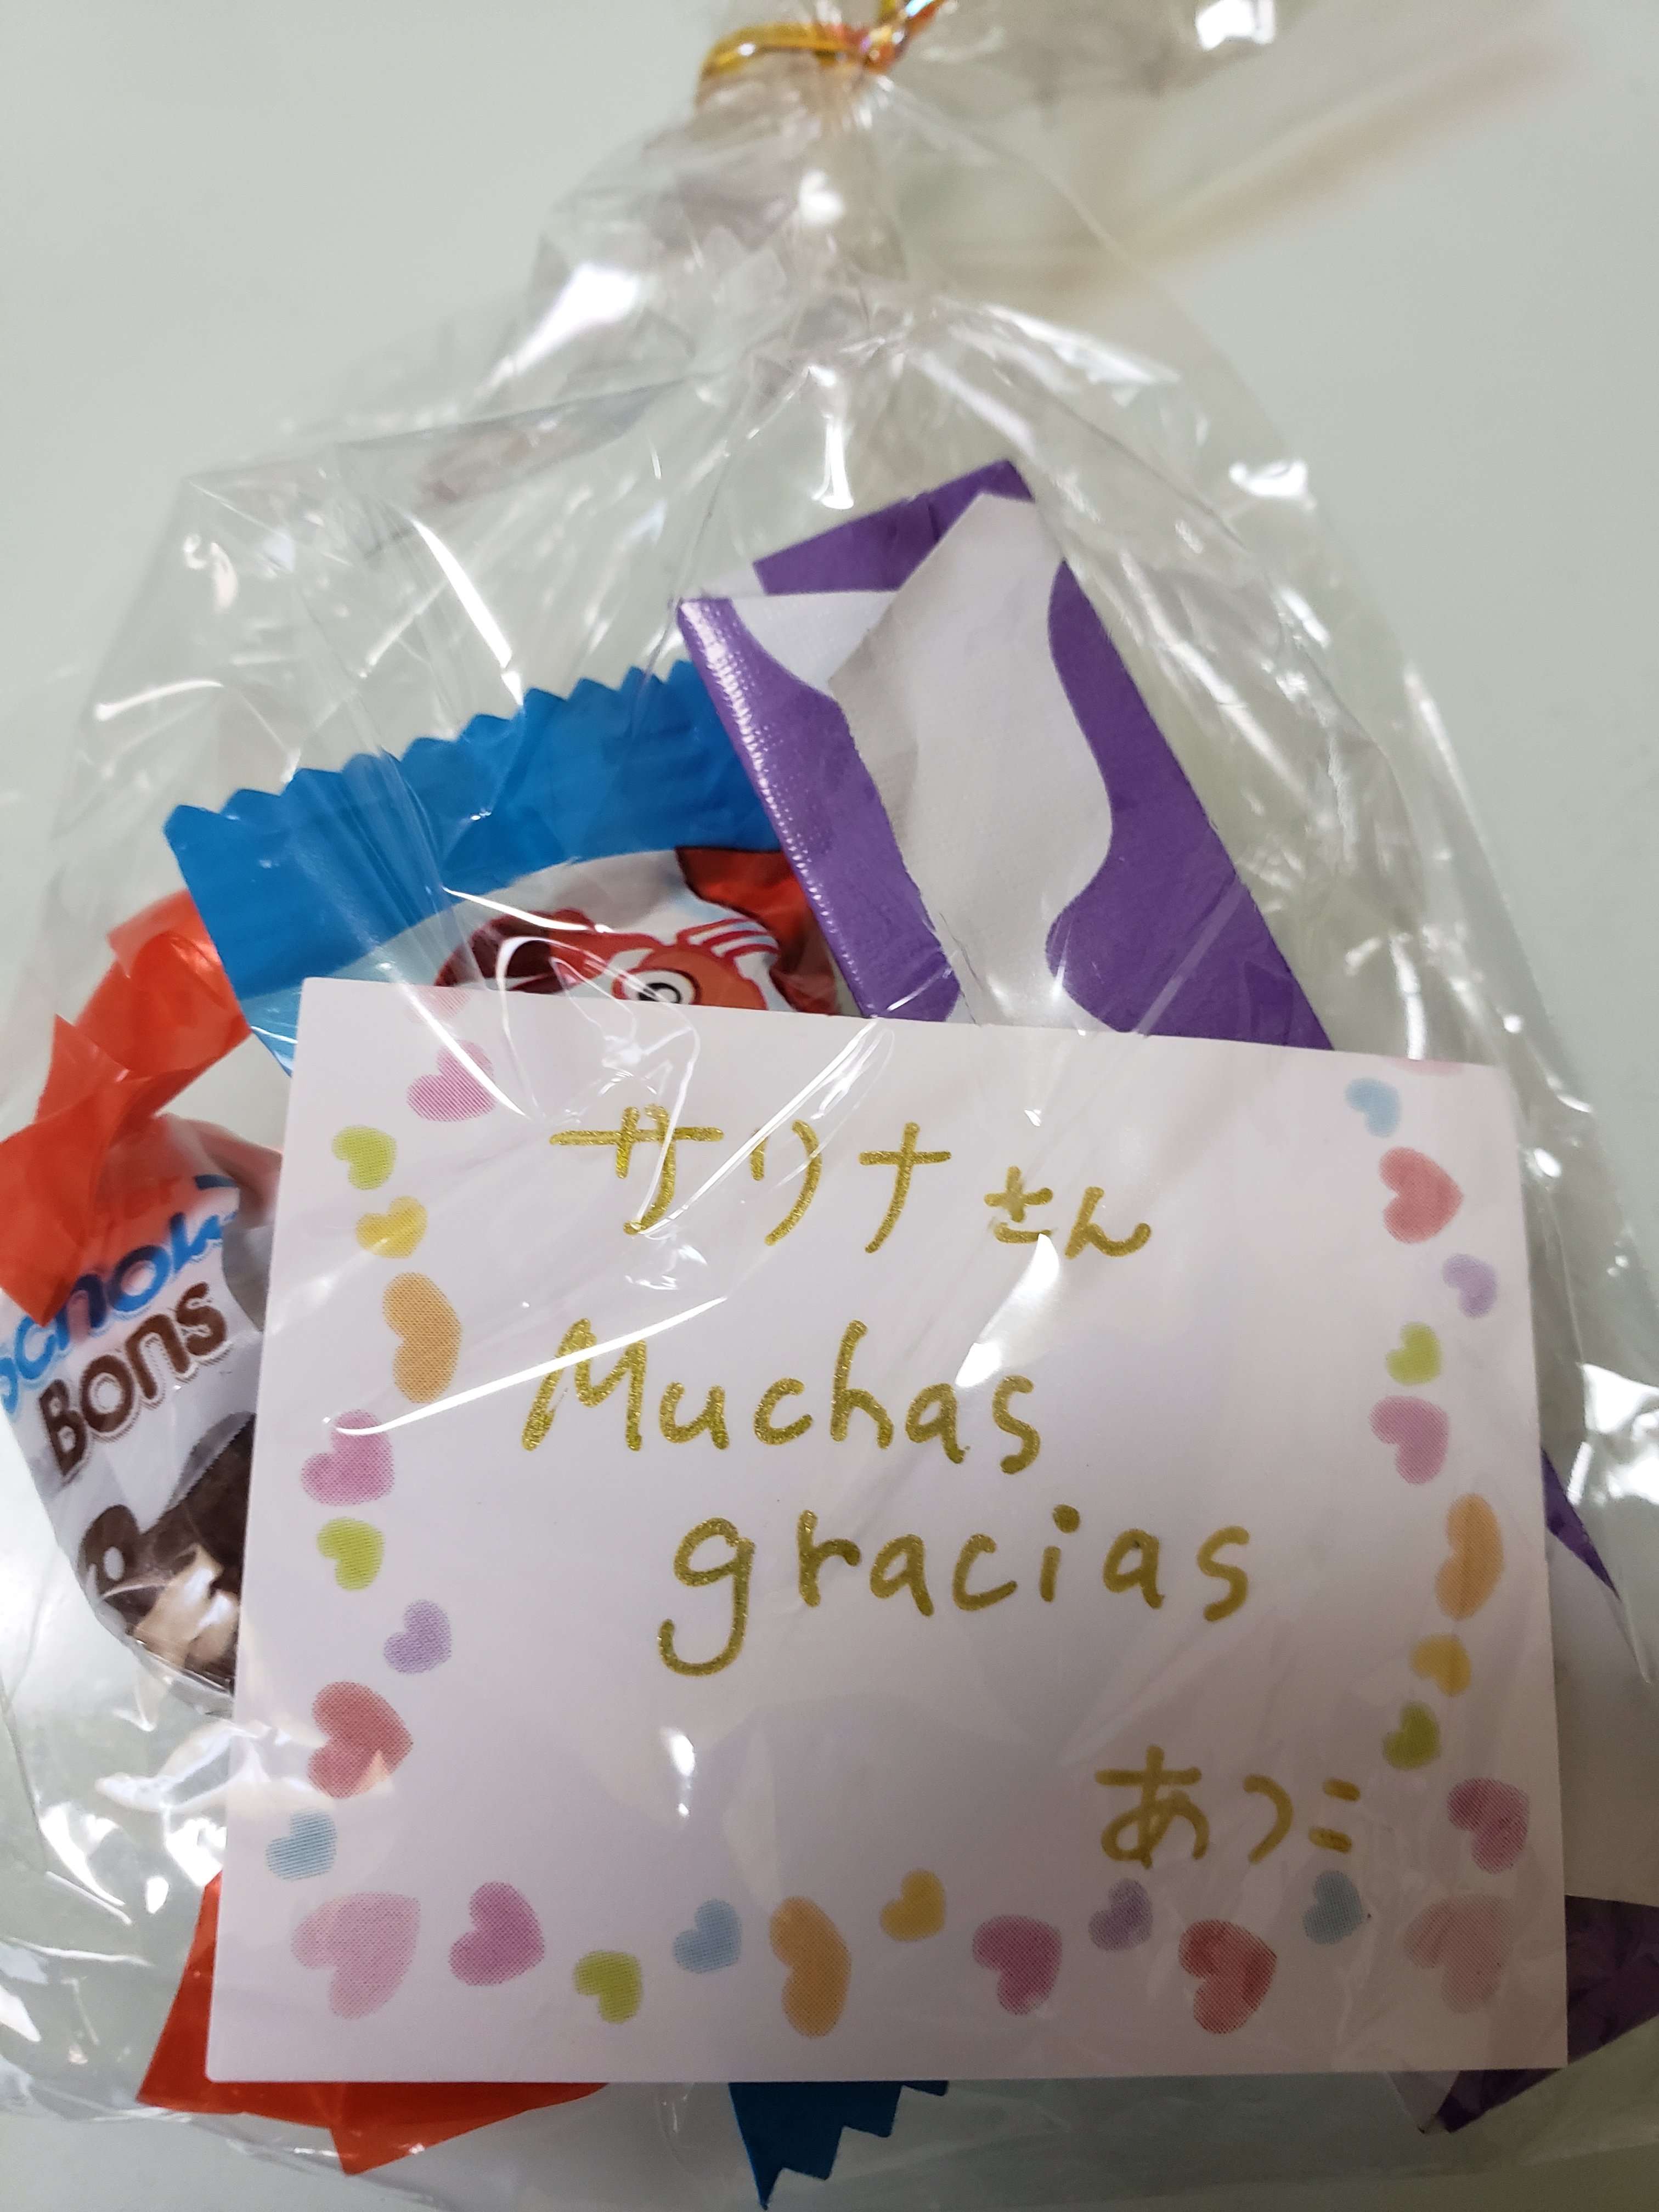 サリナさん
Muchas
gracias
あつこ
Bons